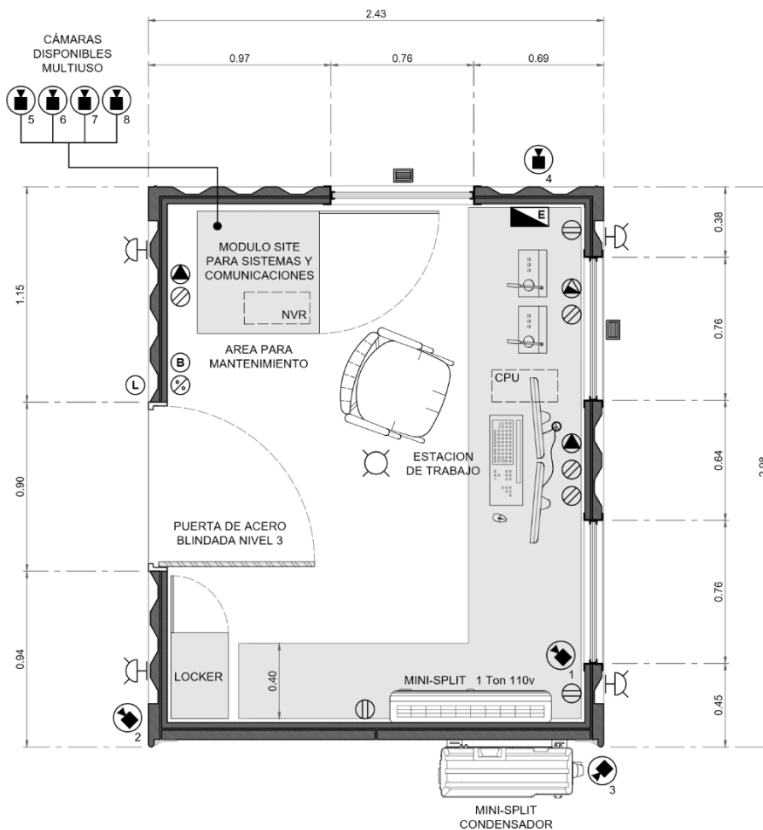 2.43
0.97
0.76
0.69
CÁMARAS
DISPONIBLES
MULTIUSO
5
6
7
8
4
E
MODULO SITE
PARA SISTEMAS Y
COMUNICACIONES
NVR
AREA PARA
MANTENIMIENTO
1.15
0.38
0.76
L
B
%
CPU
ESTACION
DE TRABAJO
0.64
2.98
0.90
PUERTA DE ACERO
BLINDADA NIVEL 3
0.76
0.94
LOCKER
0.40
MINI-SPLIT 1 Ton 110v
1
0.45
2
3
MINI-SPLIT
CONDENSADOR